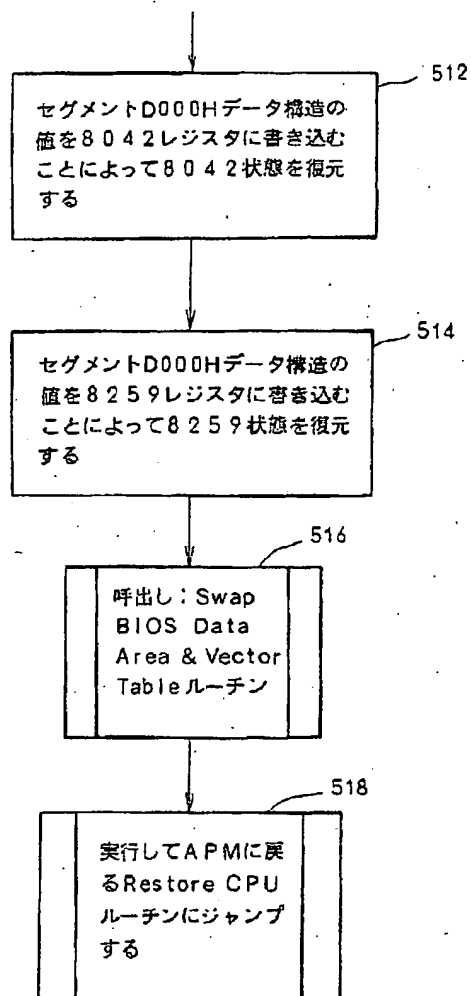 512
セグメントD000Hデータ構造の
値を8042レジスタに書き込む
ことによって8042状態を復元
する
514
セグメントD000Hデータ構造の
値を8259レジスタに書き込む
ことによって8259状態を復元
する
516
呼出し：Swap
BIOS Data
Area & Vector
Tableルーチン
518
実行してAPMに戻
るRestore CPU
ルーチンにジャンプ
する